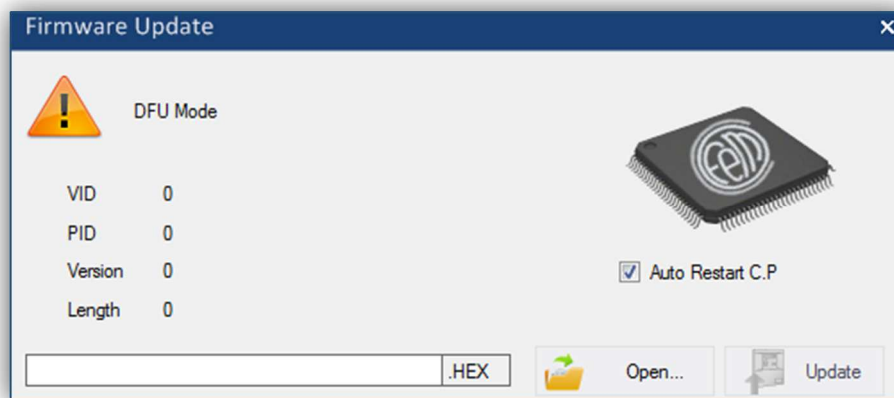 Firmware Update
DFU Mode
VID 0
PID 0
Version 0
Length 0
Auto Restart C.P
.HEX
Open...
Update